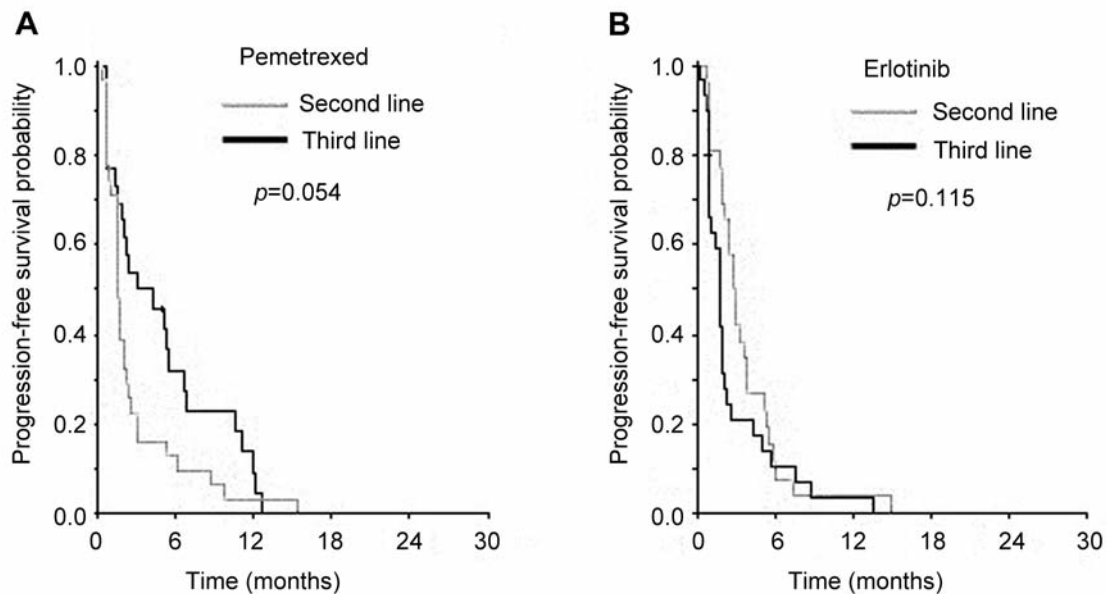 A
Pemetrexed
Second line
Third line
p=0.054
Progression-free survival probability
1.0
0.8
0.6
0.4
0.2
0.0
0 6 12 18 24 30
Time (months)
B
Erlotinib
Second line
Third line
p=0.115
Progression-free survival probability
1.0
0.8
0.6
0.4
0.2
0.0
0 6 12 18 24 30
Time (months)